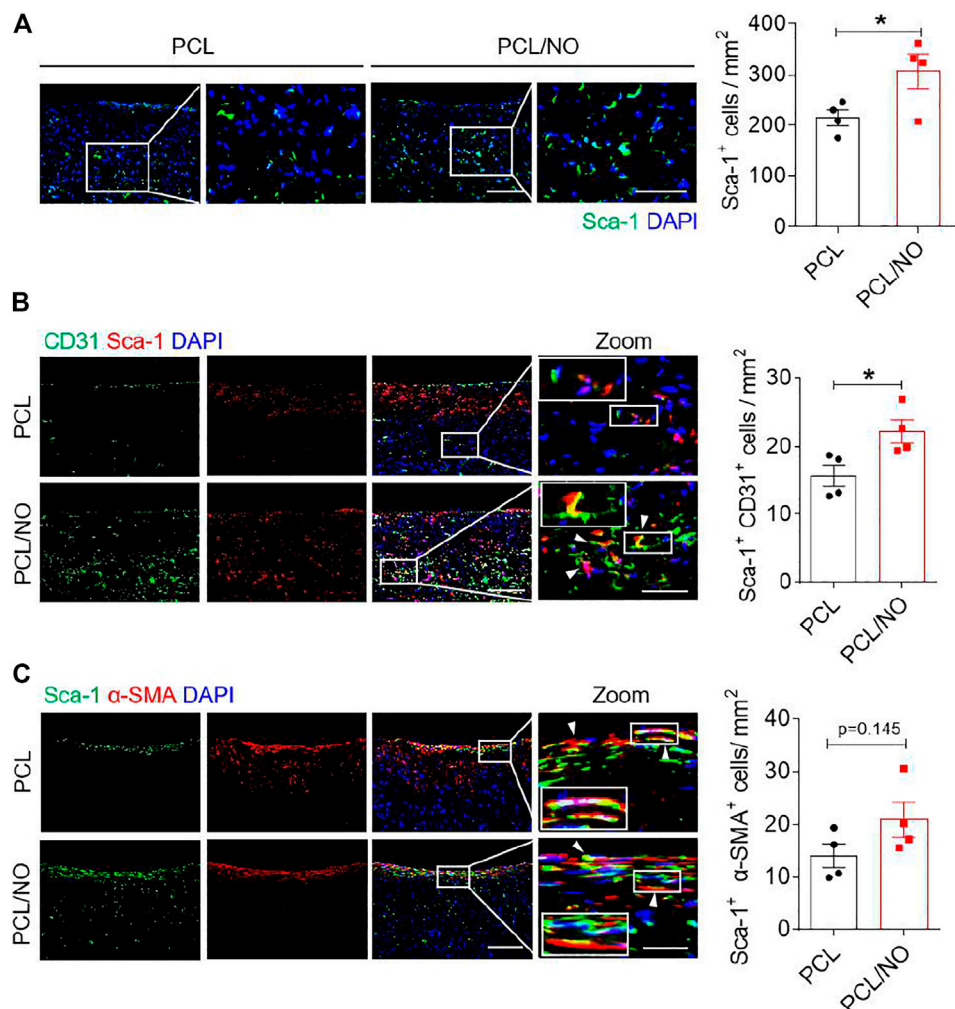 A
PCL
PCL/NO
Sca-1 DAPI
Sca-1+ cells / mm2
400
300
200
100
0
*
PCL
PCL/NO
B
CD31 Sca-1 DAPI
Zoom
PCL
PCL/NO
Sca-1+ CD31+ cells / mm2
30
20
10
0
*
PCL
PCL/NO
C
Sca-1 α-SMA DAPI
Zoom
PCL
PCL/NO
Sca-1+ α-SMA+ cells/ mm2
40
30
20
10
0
p=0.145
PCL
PCL/NO